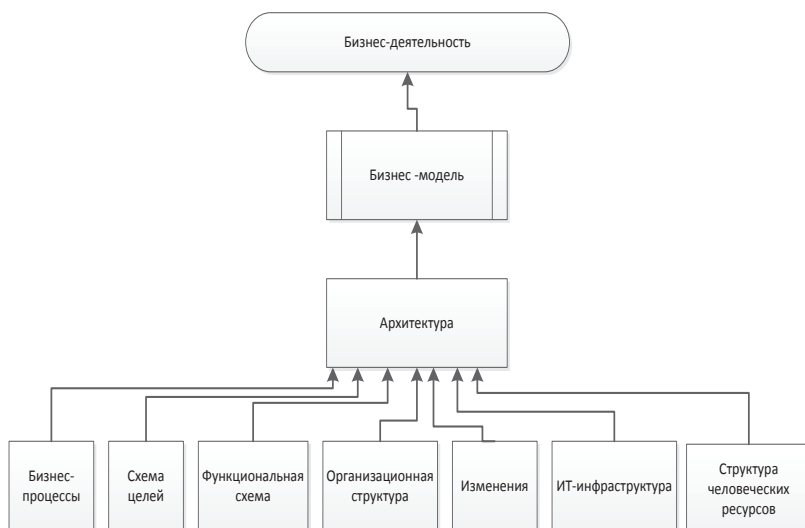 Бизнес-деятельность
Бизнес -модель
Архитектура
Бизнес-
процессы
Схема
целей
Функциональная
схема
Организационная
структура
Изменения
ИТ-инфраструктура
Структура
человеческих
ресурсов